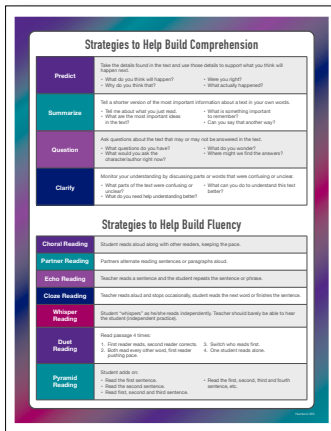 Strategies to Help Build Comprehension
Predict
Take the details found in the text and use those details to support what you think will
happen next.
• What do you think will happen?
• Why do you think that?
• Were you right?
• What actually happened?
Summarize
Tell a shorter version of the most important information about a text in your own words.
• Tell me about what you just read.
• What are the most important ideas
in the text?
• What is something important
to remember?
• Can you say that another way?
Question
Ask questions about the text that may or may not be answered in the text.
• What questions do you have?
• What would you ask the
character/author right now?
• What do you wonder?
• Where might we find the answers?
Clarify
Monitor your understanding by discussing parts or words that were confusing or unclear.
• What parts of the text were confusing or
unclear?
• What do you need help understanding better?
• What can you do to understand this text
better?
Strategies to Help Build Fluency
Choral Reading
Student reads aloud along with other readers, keeping the pace.
Partner Reading
Partners alternate reading sentences or paragraphs aloud.
Echo Reading
Teacher reads a sentence and the student repeats the sentence or phrase.
Cloze Reading
Teacher reads aloud and stops occasionally, student reads the next word or finishes the sentence.
Whisper
Reading
Student "whispers" as he/she reads independently. Teacher should barely be able to hear
the student (independent practice).
Duet
Reading
Read passage 4 times:
1. First reader reads, second reader corrects.
2. Both read every other word, first reader
pushing pace.
3. Switch who reads first.
4. One student reads alone.
Pyramid
Reading
Student adds on:
• Read the first sentence.
• Read the second sentence.
• Read first, second and third sentence.
• Read the first, second, third and fourth
sentence, etc.